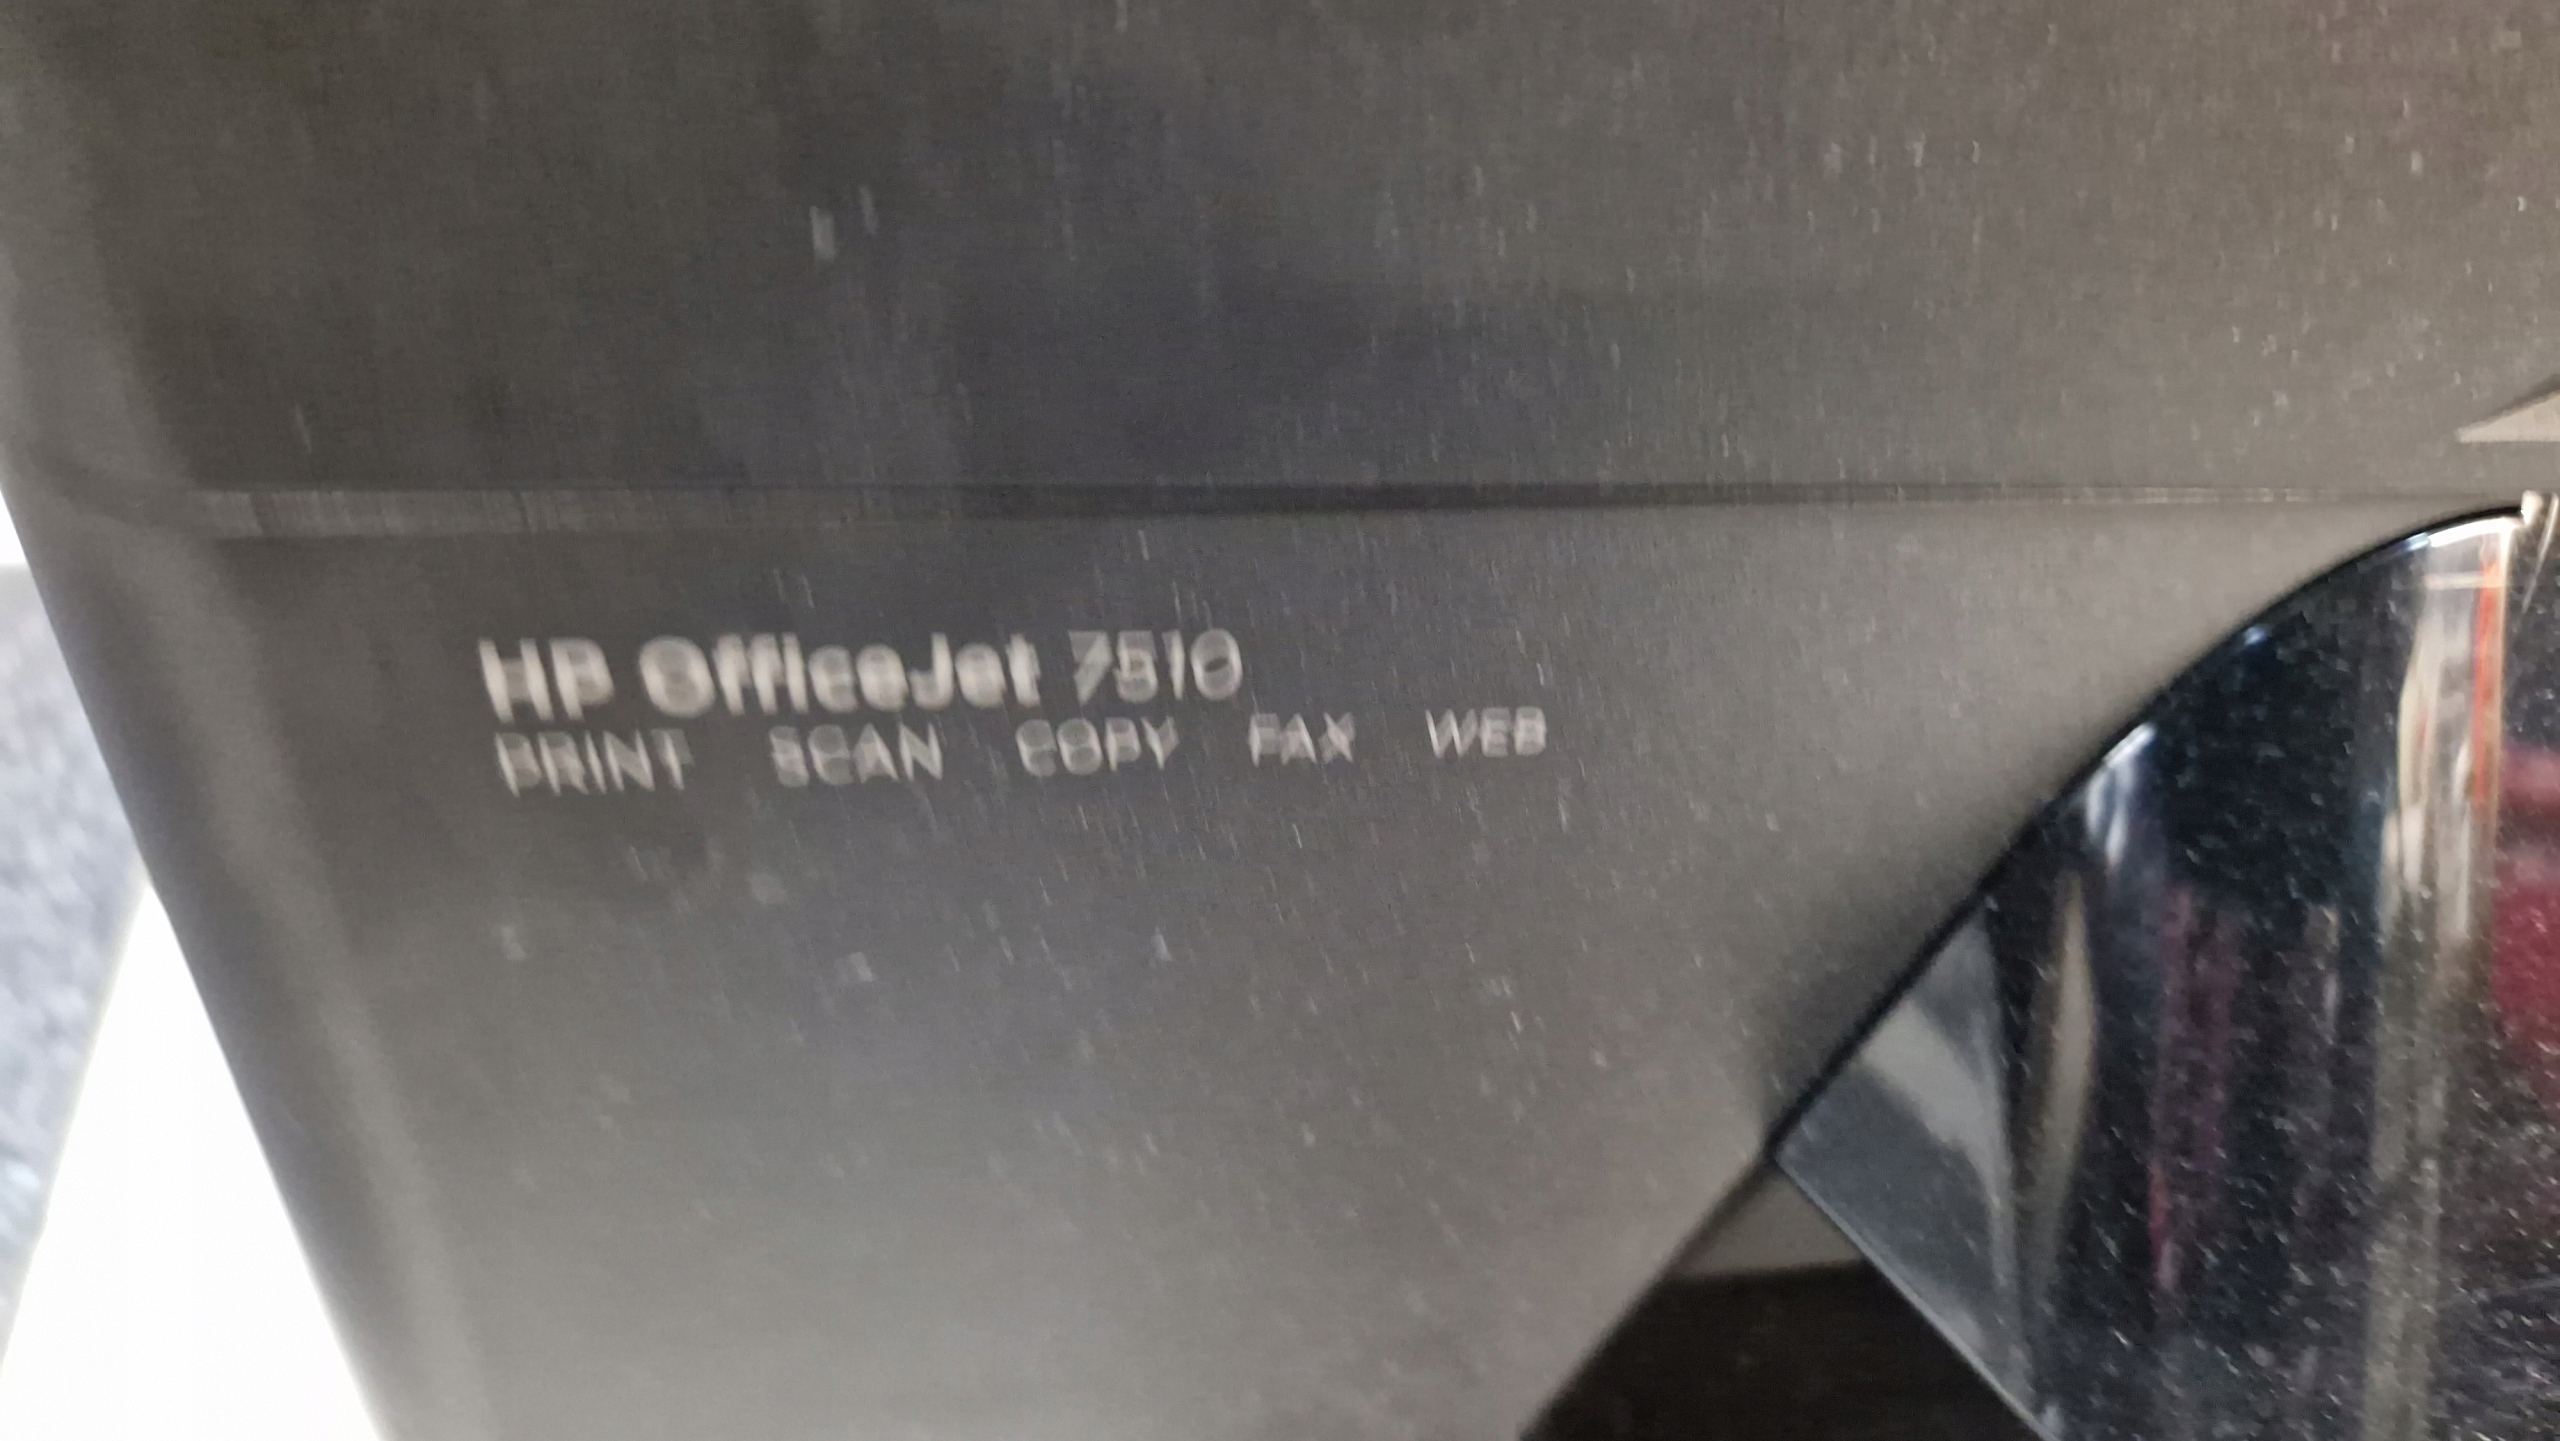 HP OfficeJet 7510
PRINT SCAN COPY FAX WEB